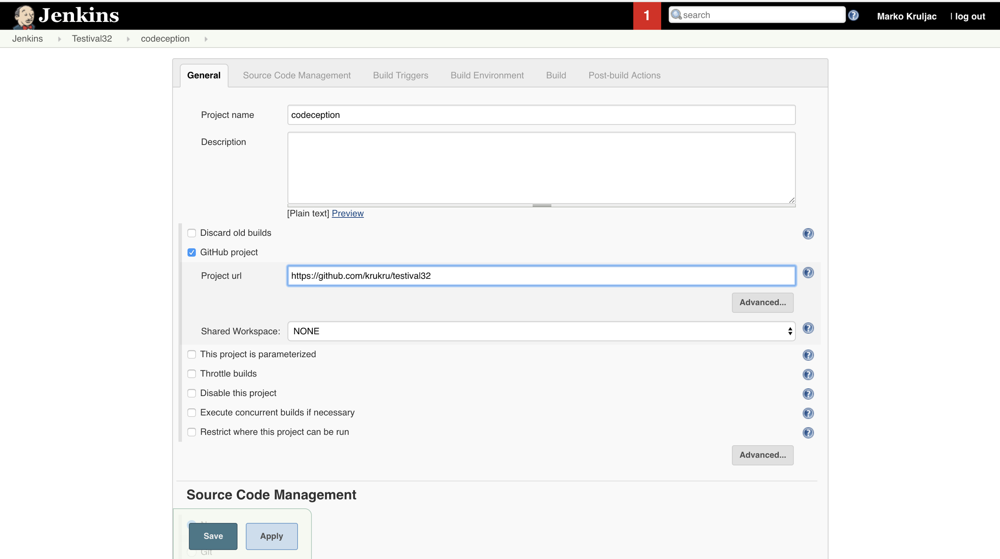 Jenkins
1
search
Marko Kruljac
| log out
Jenkins
Testival32
codeception
General
Source Code Management
Build Triggers
Build Environment
Build
Post-build Actions
Project name
codeception
Description
[Plain text] Preview
Discard old builds
GitHub project
Project url
https://github.com/krukru/testival32
Advanced...
Shared Workspace:
NONE
This project is parameterized
Throttle builds
Disable this project
Execute concurrent builds if necessary
Restrict where this project can be run
Advanced...
Source Code Management
Save
Apply
Git